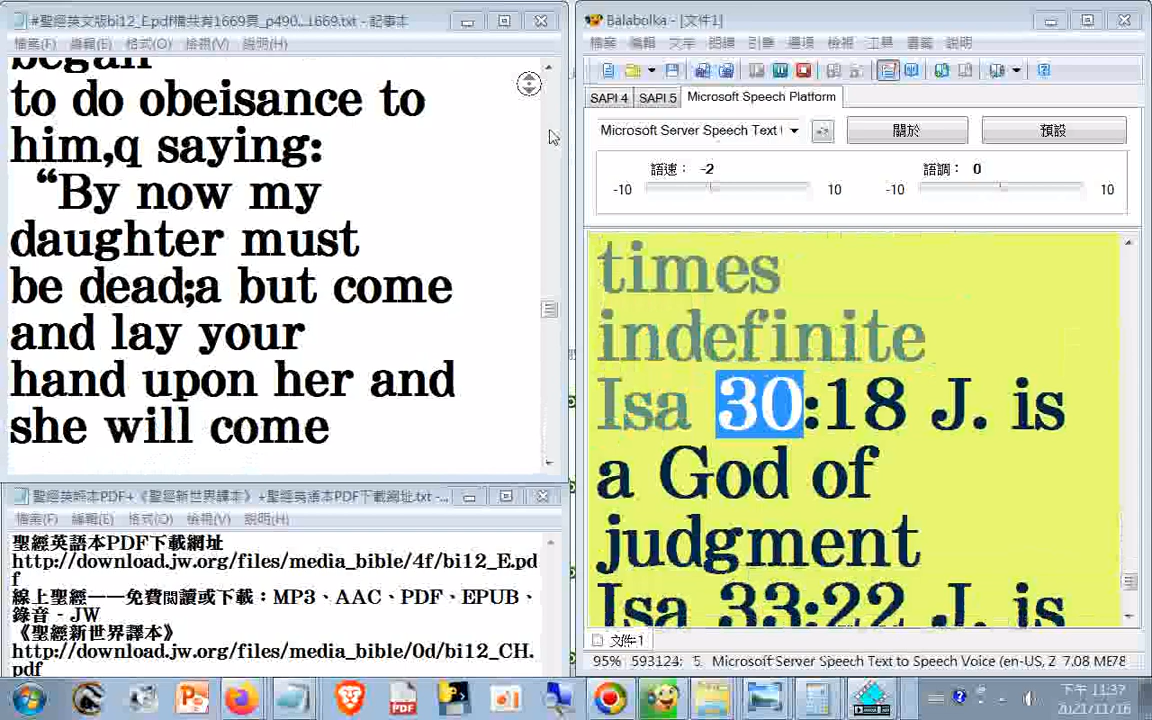 #聖經英文版bi12_E.pdf檔共有1669頁_p490...1669.txt - 記事本
檔案(F) 編輯(E) 格式(O) 檢視(V) 說明(H)
began
to do obeisance to
him,q saying:
“By now my
daughter must
be dead;a but come
and lay your
hand upon her and
she will come
聖經英語本PDF+《聖經新世界譯本》+聖經英語本PDF下載網址.txt -...
檔案(F) 編輯(E) 格式(O) 檢視(V) 說明(H)
聖經英語本PDF下載網址
http://download.jw.org/files/media_bible/4f/bi12_E.pd
f
線上聖經──免費閱讀或下載：MP3、AAC、PDF、EPUB、
錄音 - JW
《聖經新世界譯本》
http://download.jw.org/files/media_bible/0d/bi12_CH.
pdf
Balabolka - [文件1]
檔案 編輯 文字 朗讀 引擎 選項 檢視 工具 書籤 說明
SAPI 4 SAPI 5 Microsoft Speech Platform
Microsoft Server Speech Text
關於 預設
語速： -2 語調： 0
-10 10 -10 10
times
indefinite
Isa 30:18 J. is
a God of
judgment
Isa 33:22 J. is
文件1
95% 593124: 5 Microsoft Server Speech Text to Speech Voice (en-US, Z 7.08 ME78
下午 11:37
2021/11/16